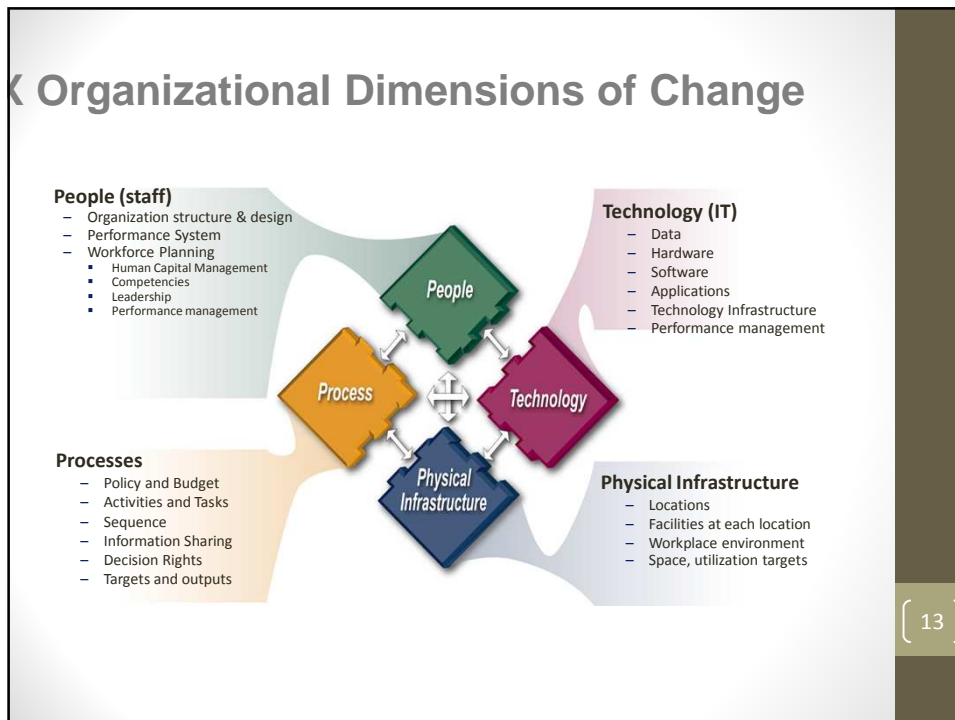 X Organizational Dimensions of Change
People (staff)
– Organization structure & design
– Performance System
– Workforce Planning
▪ Human Capital Management
▪ Competencies
▪ Leadership
▪ Performance management
Technology (IT)
– Data
– Hardware
– Software
– Applications
– Technology Infrastructure
– Performance management
People
Process
Technology
Physical
Infrastructure
Processes
– Policy and Budget
– Activities and Tasks
– Sequence
– Information Sharing
– Decision Rights
– Targets and outputs
Physical Infrastructure
– Locations
– Facilities at each location
– Workplace environment
– Space, utilization targets
13